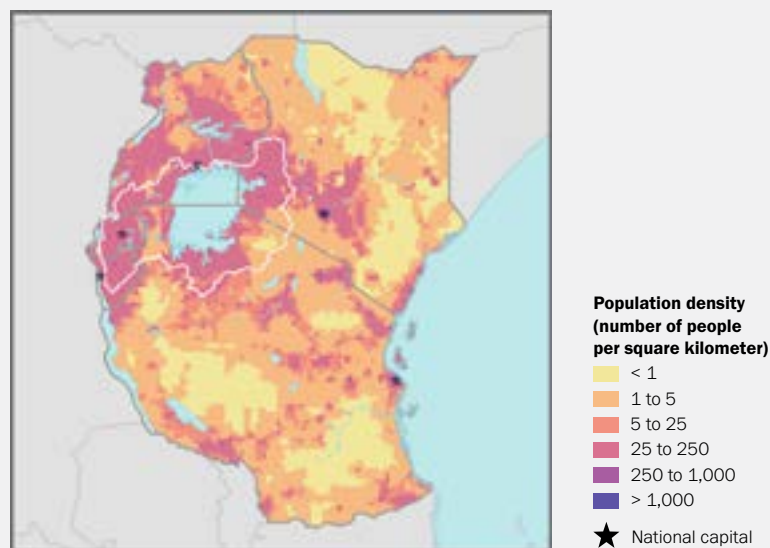 Population density
(number of people
per square kilometer)
< 1
1 to 5
5 to 25
25 to 250
250 to 1,000
> 1,000
National capital